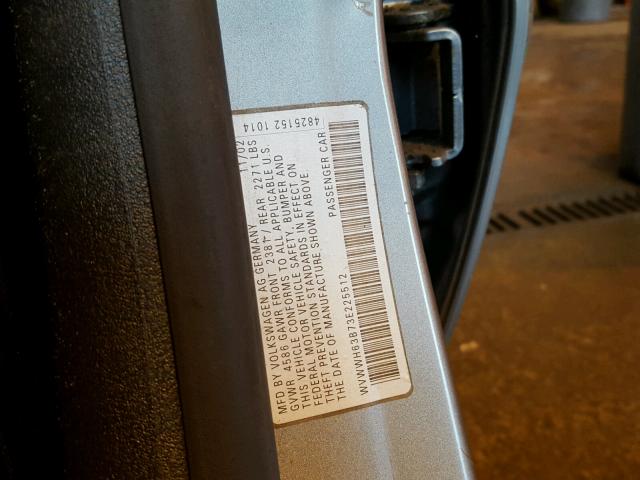 MFD BY VOLKSWAGEN AG GERMANY 11/02
GVWR 4586 GAWR FRONT 2381 / REAR 2271 LBS
THIS VEHICLE CONFORMS TO ALL APPLICABLE U.S.
FEDERAL MOTOR VEHICLE SAFETY, BUMPER AND
THEFT PREVENTION STANDARDS IN EFFECT ON
THE DATE OF MANUFACTURE SHOWN ABOVE.
WVWWH63B73E225512 PASSENGER CAR
4825152 1014